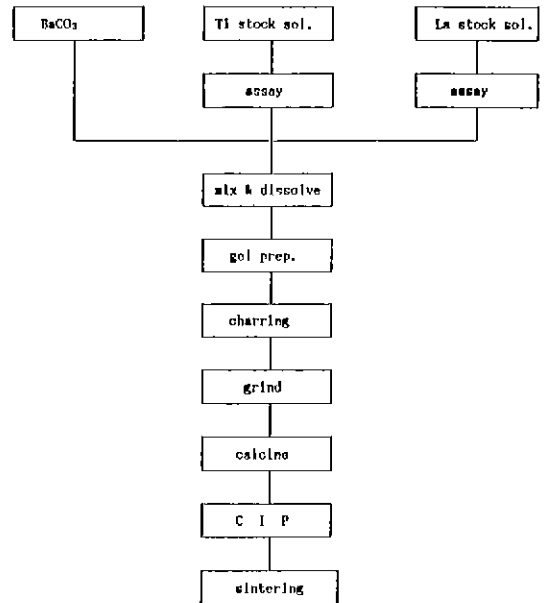 BaCO₃ Ti stock sol. La stock sol.
assay assay
mix & dissolve
gel prep.
charring
grind
calcine
C I P
sintering